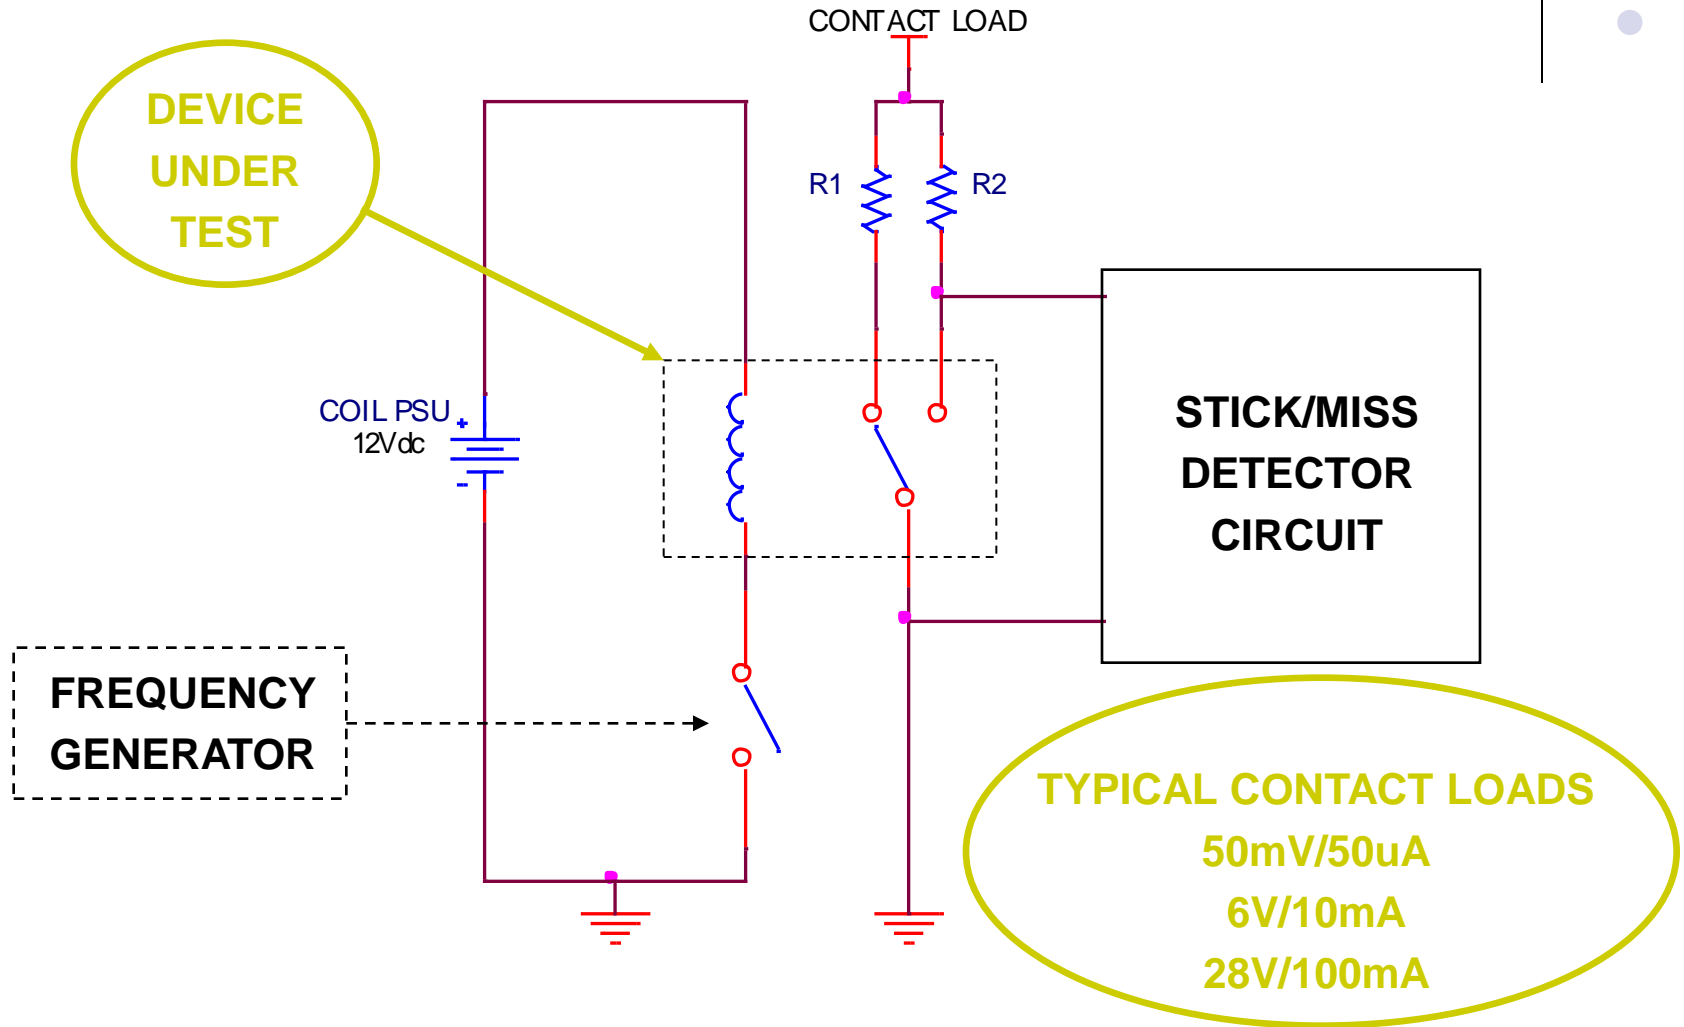 CONTACT LOAD
DEVICE
UNDER
TEST
R1
R2
COIL PSU
12Vdc
+
-
STICK/MISS
DETECTOR
CIRCUIT
FREQUENCY
GENERATOR
TYPICAL CONTACT LOADS
50mV/50uA
6V/10mA
28V/100mA